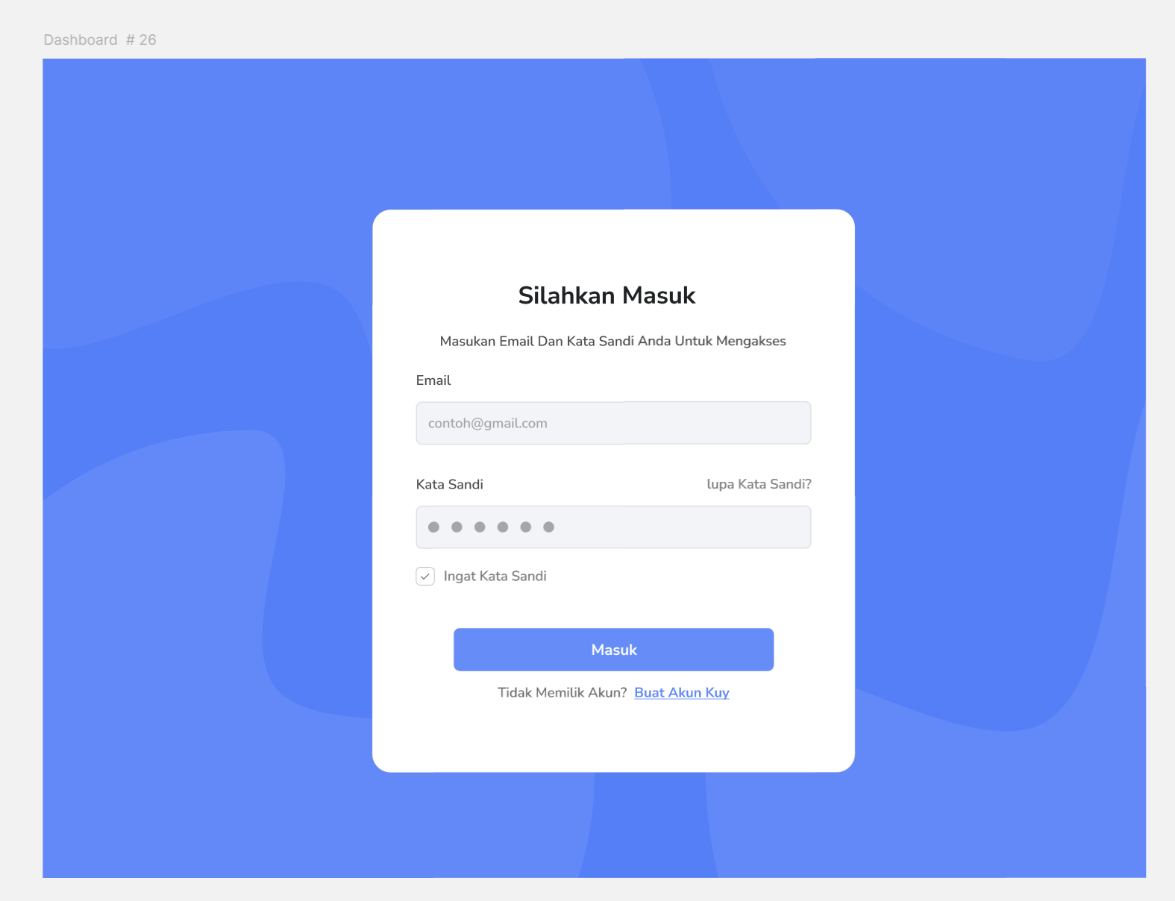 Dashboard # 26
Silahkan Masuk
Masukan Email Dan Kata Sandi Anda Untuk Mengakses
Email
contoh@gmail.com
Kata Sandi lupa Kata Sandi?
Ingat Kata Sandi
Masuk
Tidak Memilik Akun? Buat Akun Kuy